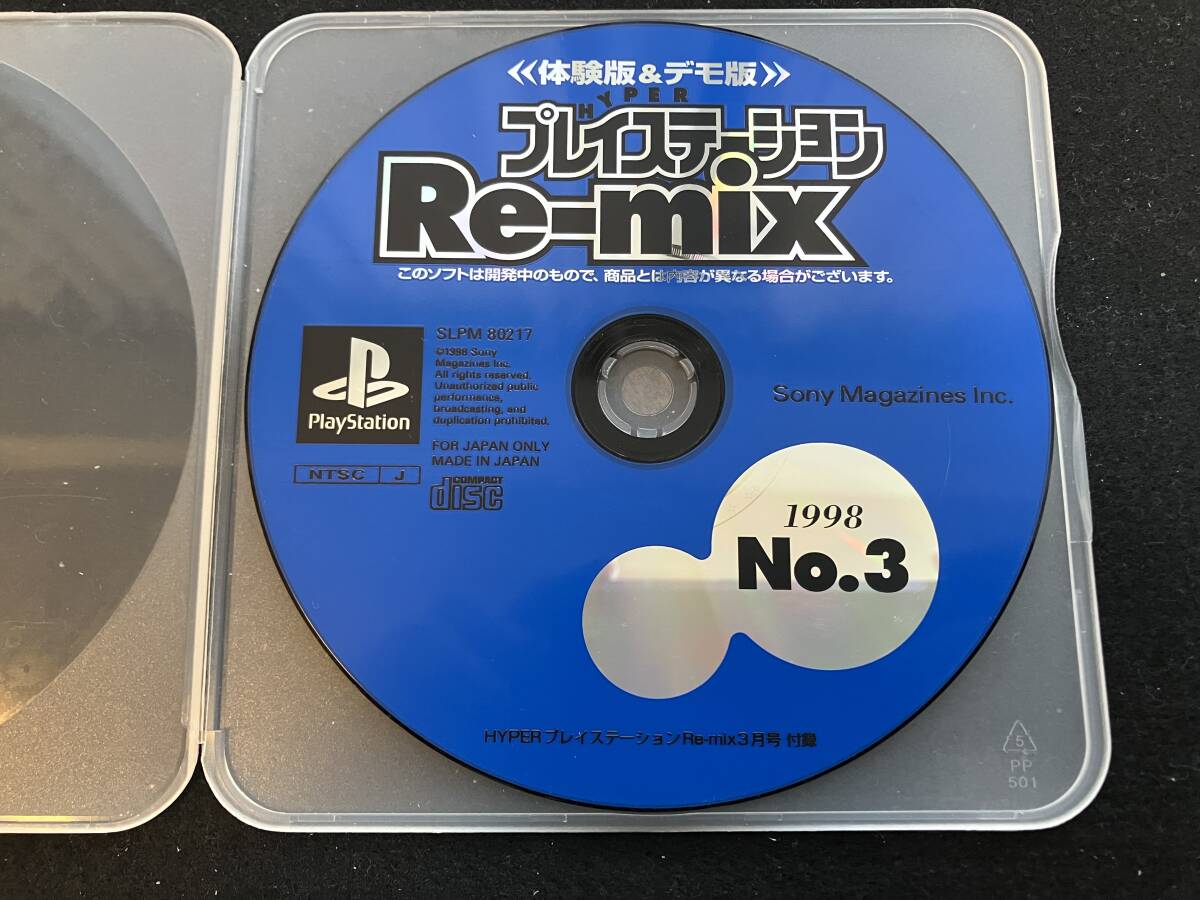 ≪体験版&デモ版≫
HYPER
プレイステーション
Re-mix
このソフトは開発中のもので、商品とは内容が異なる場合がございます。
PlayStation
NTSC J
SLPM 80217
©1998 Sony
Magazines Inc.
All rights reserved.
Unauthorized public
performance,
broadcasting, and
duplication prohibited.
FOR JAPAN ONLY
MADE IN JAPAN
COMPACT
disc
Sony Magazines Inc.
1998
No.3
HYPERプレイステーションRe-mix3月号 付録
5
PP
501